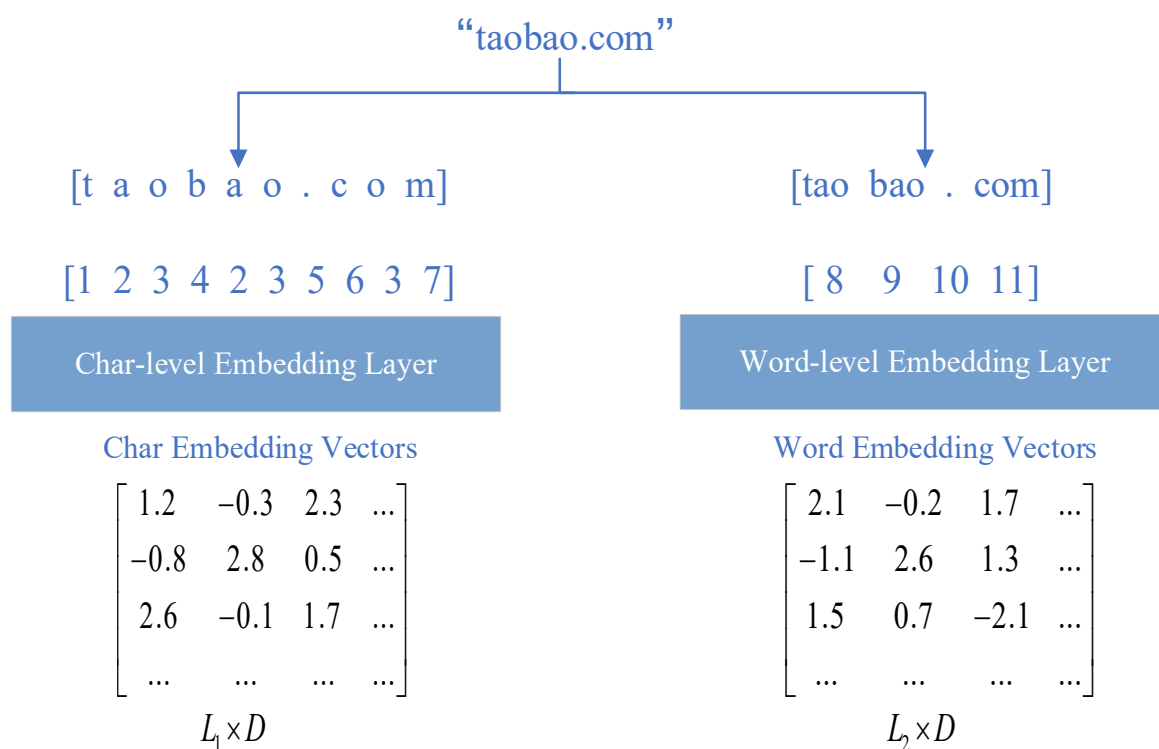 “taobao.com”
[t a o b a o . c o m]
[tao bao . com]
[1 2 3 4 2 3 5 6 3 7]
[ 8 9 10 11]
Char-level Embedding Layer
Word-level Embedding Layer
Char Embedding Vectors
Word Embedding Vectors
1.2 −0.3 2.3 ...
−0.8 2.8 0.5 ...
2.6 −0.1 1.7 ...
... ... ... ...
L₁×D
2.1 −0.2 1.7 ...
−1.1 2.6 1.3 ...
1.5 0.7 −2.1 ...
... ... ... ...
L₂×D